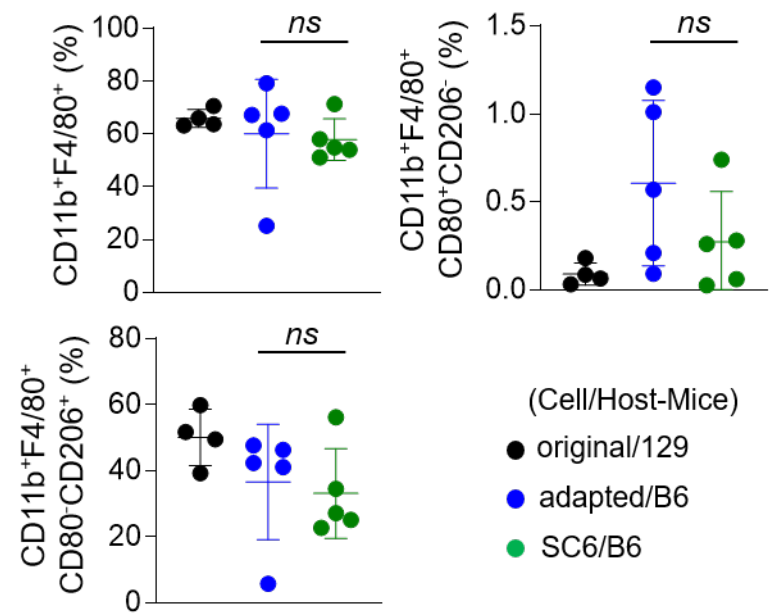 CD11b⁺F4/80⁺ (%)
100
80
60
40
20
0
ns
CD11b⁺F4/80⁺
CD80⁺CD206⁻ (%)
1.5
1.0
0.5
0.0
ns
CD11b⁺F4/80⁺
CD80⁻CD206⁺ (%)
80
60
40
20
0
ns
(Cell/Host-Mice)
original/129
adapted/B6
SC6/B6